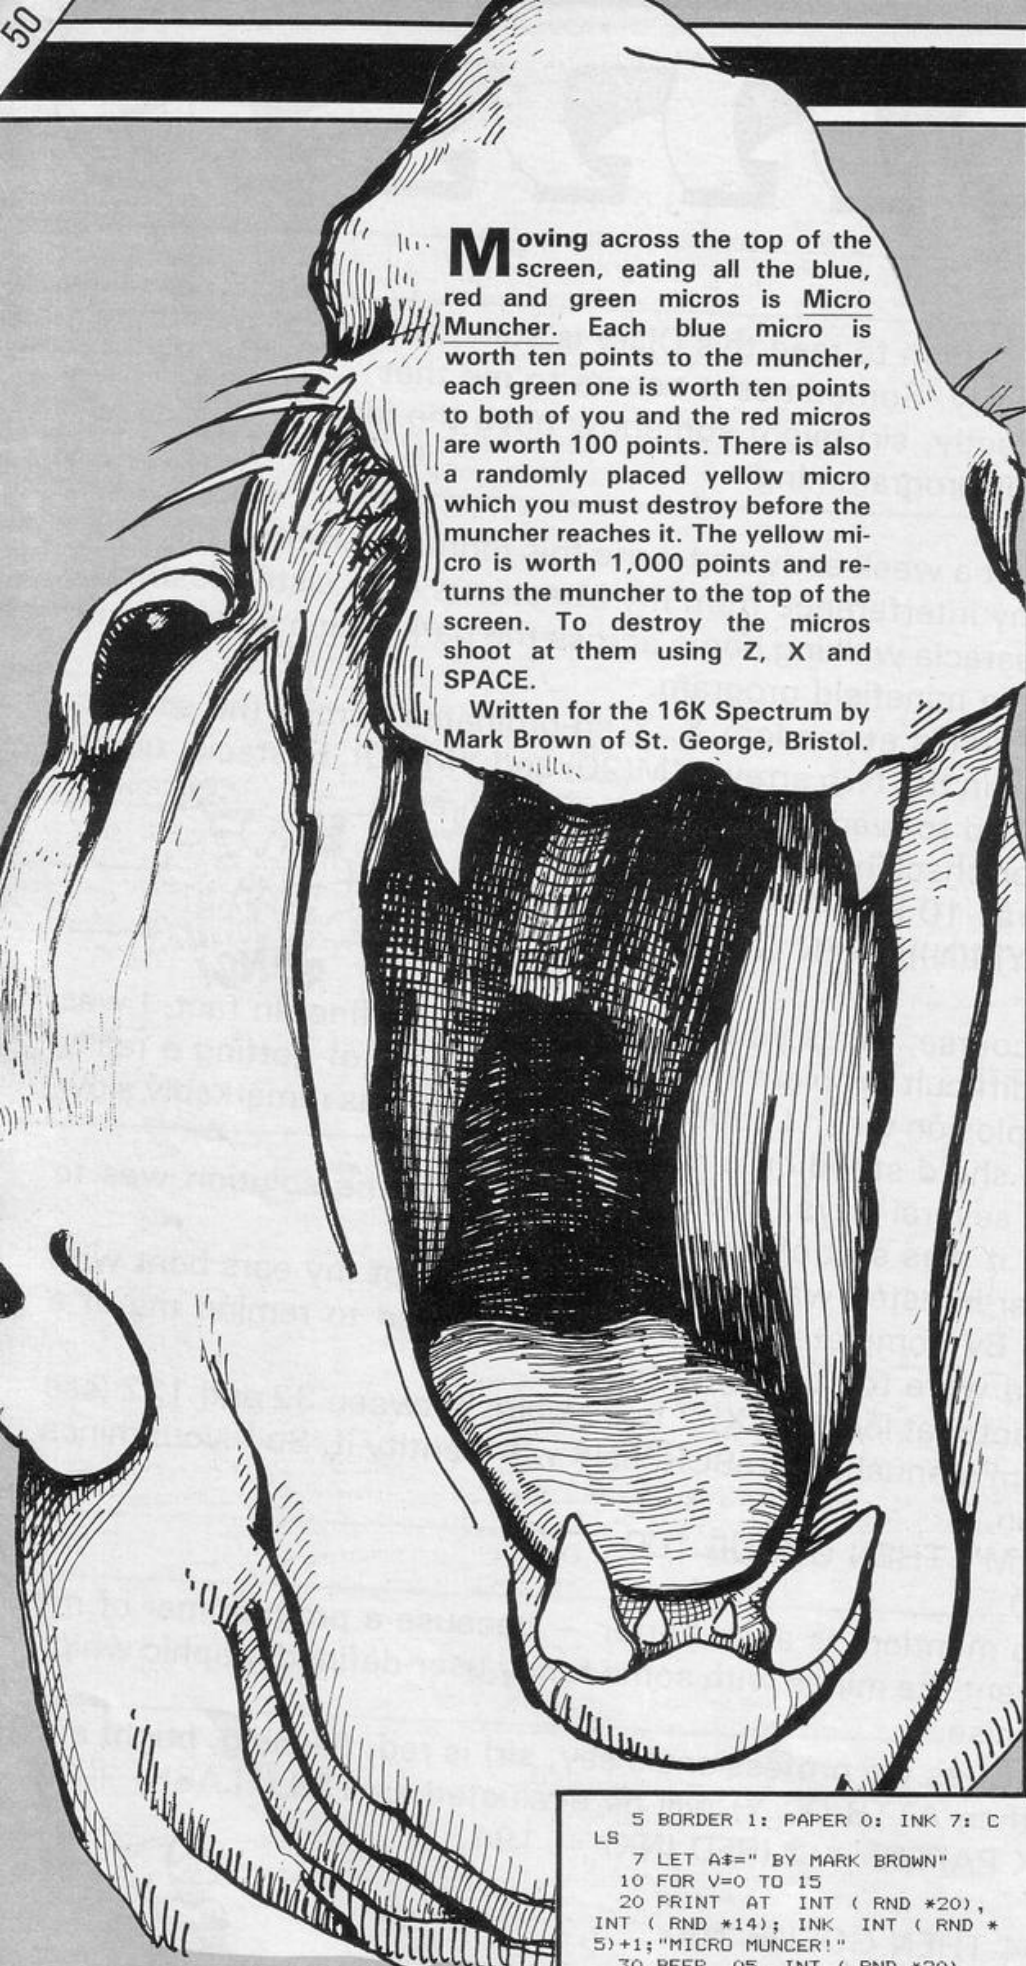 50
Moving across the top of the
screen, eating all the blue,
red and green micros is Micro
Muncher. Each blue micro is
worth ten points to the muncher,
each green one is worth ten points
to both of you and the red micros
are worth 100 points. There is also
a randomly placed yellow micro
which you must destroy before the
muncher reaches it. The yellow mi-
cro is worth 1,000 points and re-
turns the muncher to the top of the
screen. To destroy the micros
shoot at them using Z, X and
SPACE.
Written for the 16K Spectrum by
Mark Brown of St. George, Bristol.
5 BORDER 1: PAPER 0: INK 7: C
LS
7 LET A$=" BY MARK BROWN"
10 FOR V=0 TO 15
20 PRINT AT INT ( RND *20),
INT ( RND *14); INK INT ( RND *
5)+1;"MICRO MUNCER!"
30 BEEP .05, INT ( RND *20)